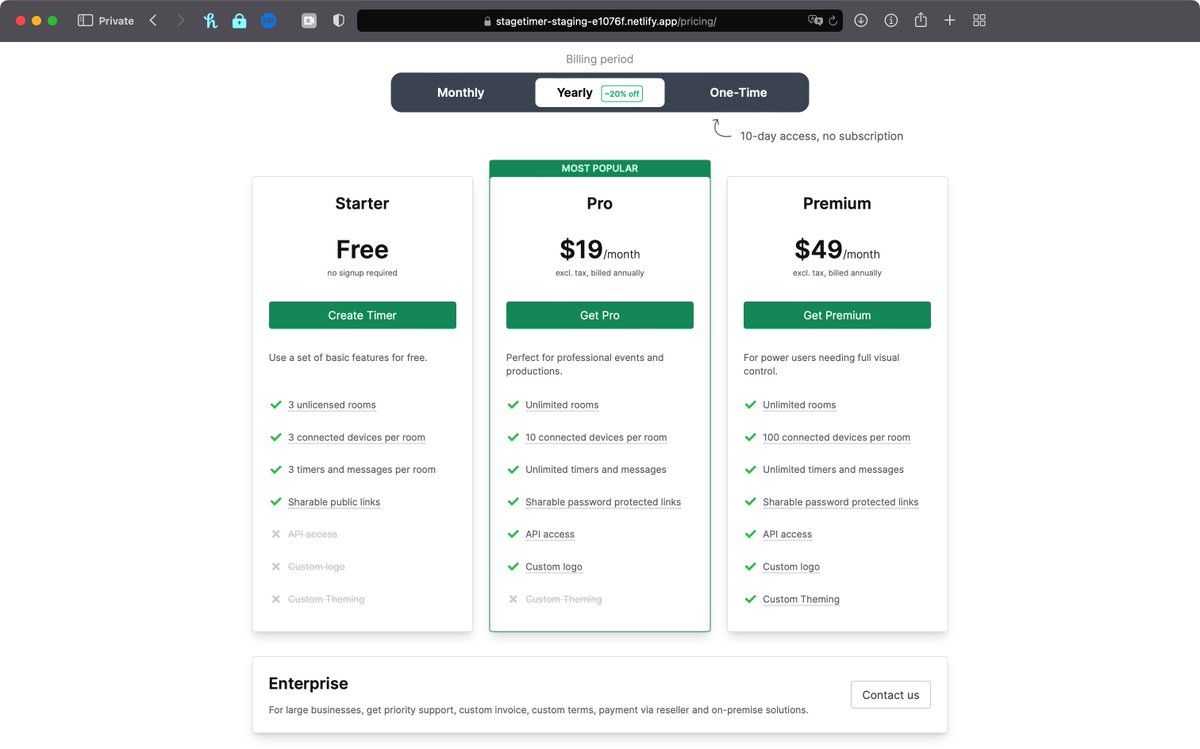 Private
stagetimer-staging-e1076f.netlify.app/pricing/
Billing period
Monthly
Yearly ~20% off
One-Time
10-day access, no subscription
Starter
Free
no signup required
Create Timer
Use a set of basic features for free.
3 unlicensed rooms
3 connected devices per room
3 timers and messages per room
Sharable public links
API access
Custom logo
Custom Theming
MOST POPULAR
Pro
$19/month
excl. tax, billed annually
Get Pro
Perfect for professional events and
productions.
Unlimited rooms
10 connected devices per room
Unlimited timers and messages
Sharable password protected links
API access
Custom logo
Custom Theming
Premium
$49/month
excl. tax, billed annually
Get Premium
For power users needing full visual
control.
Unlimited rooms
100 connected devices per room
Unlimited timers and messages
Sharable password protected links
API access
Custom logo
Custom Theming
Enterprise
For large businesses, get priority support, custom invoice, custom terms, payment via reseller and on-premise solutions.
Contact us